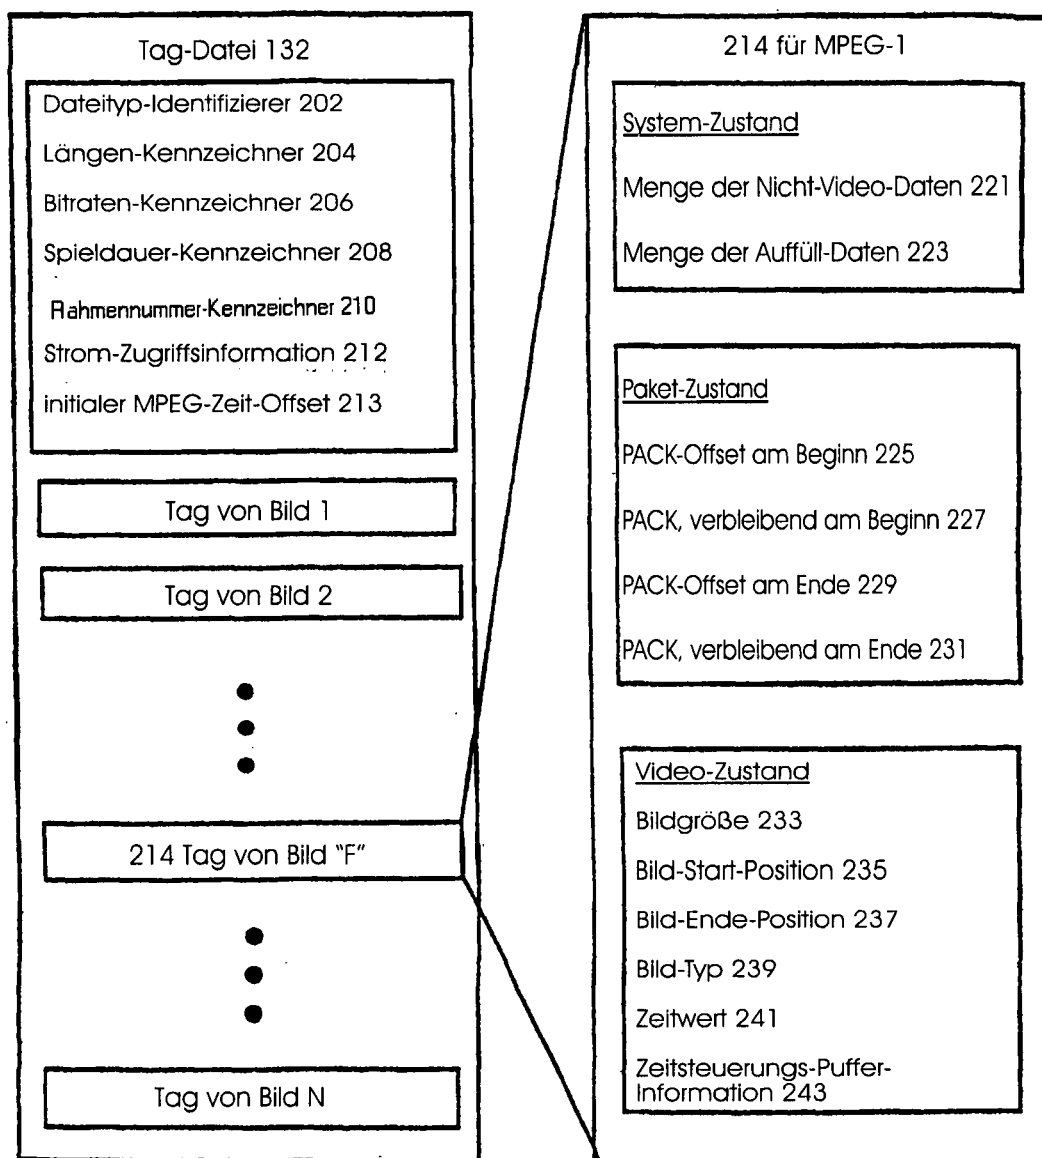 Tag-Datei 132
Dateityp-Identifizierer 202
Längen-Kennzeichner 204
Bitraten-Kennzeichner 206
Spieldauer-Kennzeichner 208
Rahmennummer-Kennzeichner 210
Strom-Zugriffsinformation 212
initialer MPEG-Zeit-Offset 213
Tag von Bild 1
Tag von Bild 2
214 Tag von Bild "F"
Tag von Bild N
214 für MPEG-1
System-Zustand
Menge der Nicht-Video-Daten 221
Menge der Auffüll-Daten 223
Paket-Zustand
PACK-Offset am Beginn 225
PACK, verbleibend am Beginn 227
PACK-Offset am Ende 229
PACK, verbleibend am Ende 231
Video-Zustand
Bildgröße 233
Bild-Start-Position 235
Bild-Ende-Position 237
Bild-Typ 239
Zeitwert 241
Zeitsteuerungs-Puffer-
Information 243